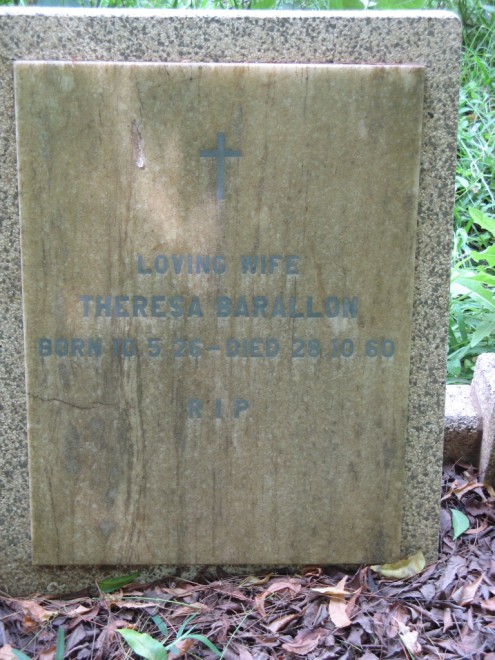 LOVING WIFE
THERESA BARALLON
BORN 10.5.26 – DIED 28.10.60
R.I.P